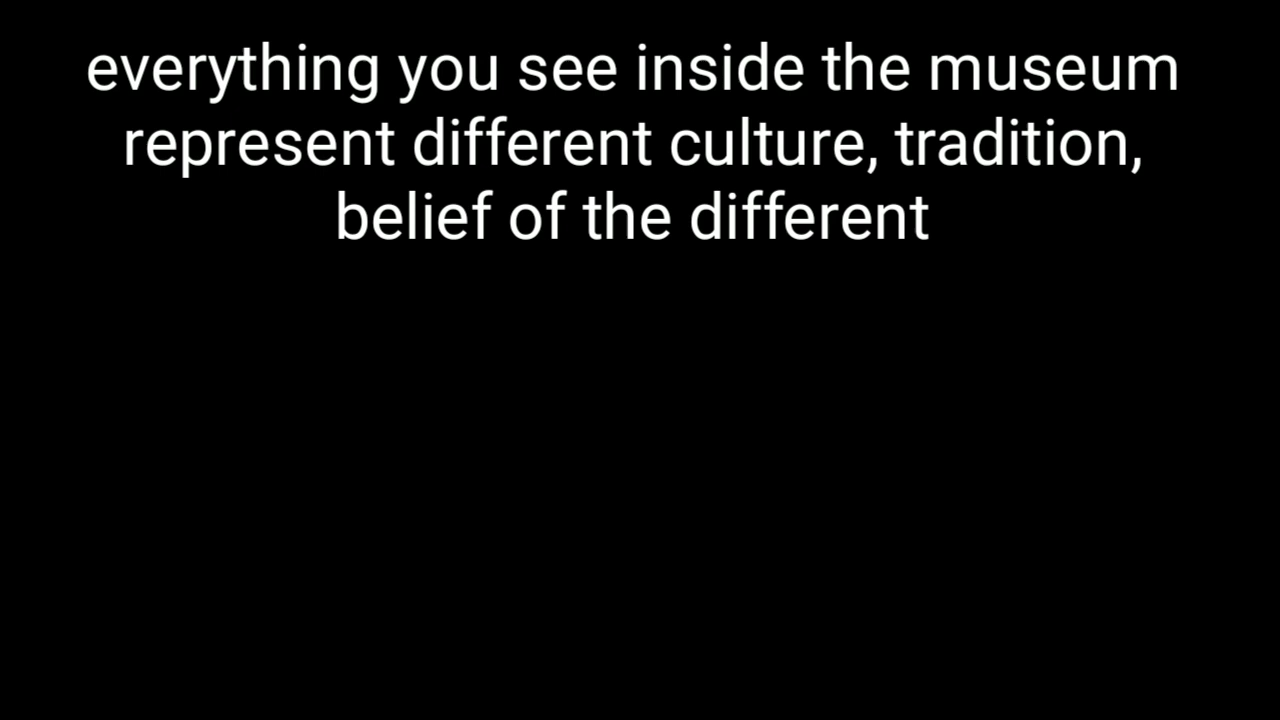 everything you see inside the museum
represent different culture, tradition,
belief of the different